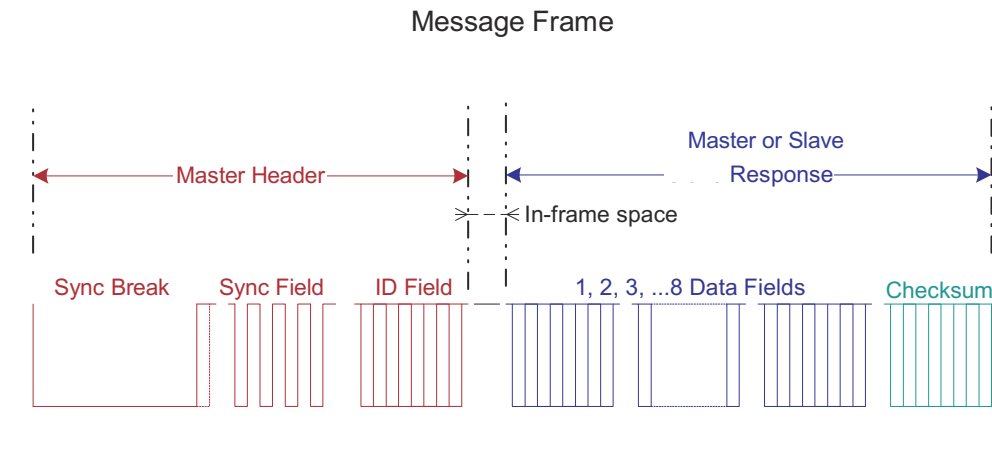 Message Frame
Master or Slave
Master Header
Response
In-frame space
Sync Break
Sync Field
ID Field
1, 2, 3, ...8 Data Fields
Checksum